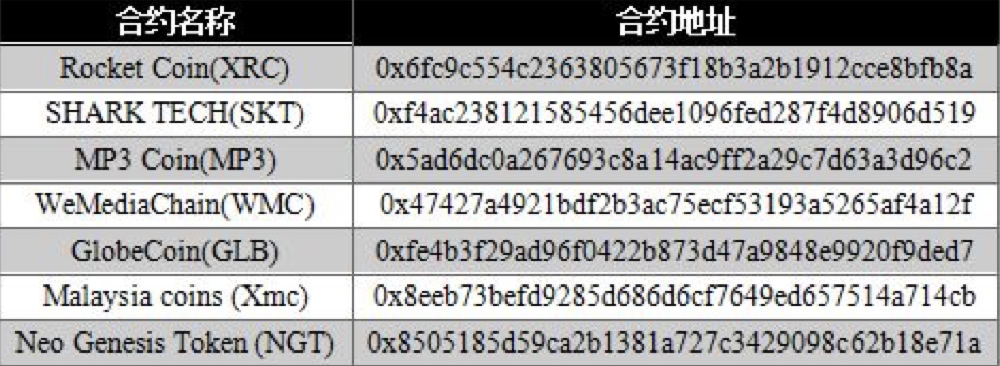 合约名称 合约地址
Rocket Coin(XRC) 0x6fc9c554c2363805673f18b3a2b1912cce8bfb8a
SHARK TECH(SKT) 0xf4ac238121585456dee1096fed287f4d8906d519
MP3 Coin(MP3) 0x5ad6dc0a267693c8a14ac9ff2a29c7d63a3d96c2
WeMediaChain(WMC) 0x47427a4921bdf2b3ac75ecf53193a5265af4a12f
GlobeCoin(GLB) 0xfe4b3f29ad96f0422b873d47a9848e9920f9ded7
Malaysia coins (Xmc) 0x8eeb73befd9285d686d6cf7649ed657514a714cb
Neo Genesis Token (NGT) 0x8505185d59ca2b1381a727c3429098c62b18e71a